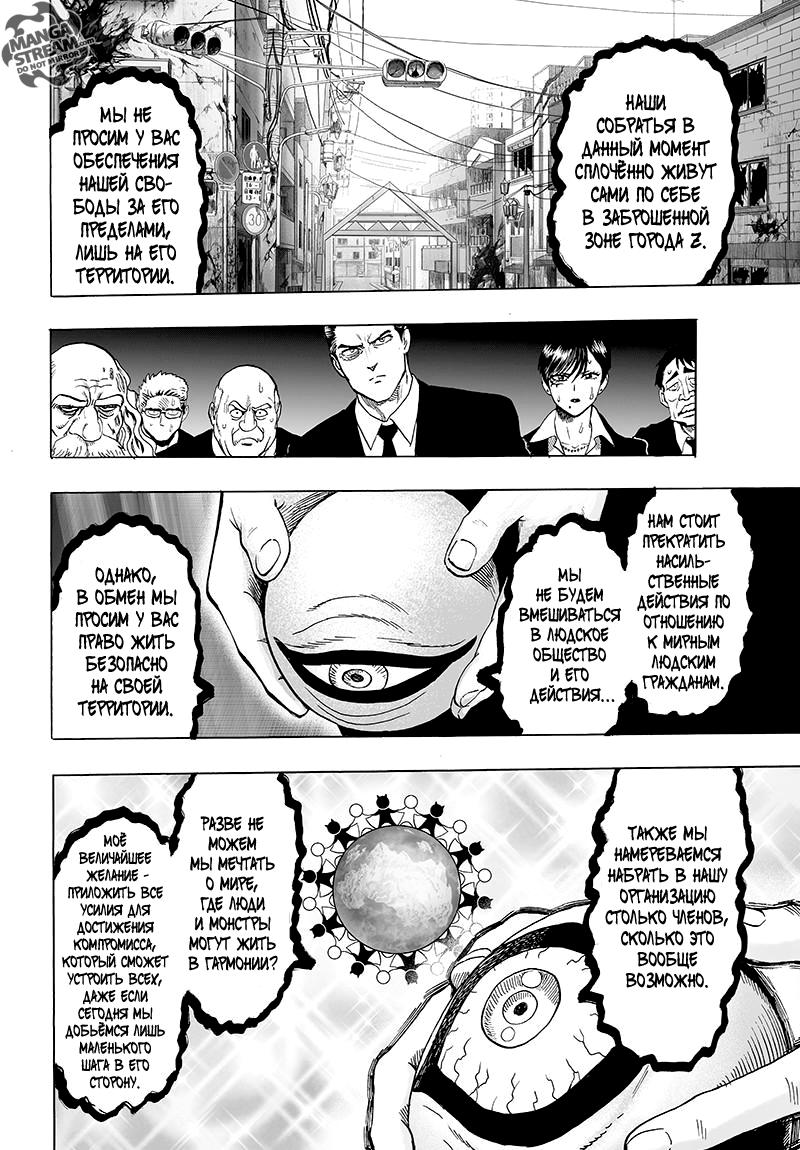 MANGA
STREAM.COM
DO NOT MIRROR
НАШИ
СОБРАТЬЯ В
ДАННЫЙ МОМЕНТ
СПЛОЧЁННО ЖИВУТ
САМИ ПО СЕБЕ
В ЗАБРОШЕННОЙ
ЗОНЕ ГОРОДА Z.
МЫ НЕ
ПРОСИМ У ВАС
ОБЕСПЕЧЕНИЯ
НАШЕЙ СВО-
БОДЫ ЗА ЕГО
ПРЕДЕЛАМИ,
ЛИШЬ НА ЕГО
ТЕРРИТОРИИ.
30
НАМ СТОИТ
ПРЕКРАТИТЬ
НАСИЛЬ-
СТВЕННЫЕ
ДЕЙСТВИЯ ПО
ОТНОШЕНИЮ
К МИРНЫМ
ЛЮДСКИМ
ГРАЖДАНАМ.
МЫ
НЕ БУДЕМ
ВМЕШИВАТЬСЯ
В ЛЮДСКОЕ
ОБЩЕСТВО
И ЕГО
ДЕЙСТВИЯ...
ОДНАКО,
В ОБМЕН МЫ
ПРОСИМ У ВАС
ПРАВО ЖИТЬ
БЕЗОПАСНО
НА СВОЕЙ
ТЕРРИТОРИИ.
ТАКЖЕ МЫ
НАМЕРЕВАЕМСЯ
НАБРАТЬ В НАШУ
ОРГАНИЗАЦИЮ
СТОЛЬКО ЧЛЕНОВ,
СКОЛЬКО ЭТО
ВООБЩЕ
ВОЗМОЖНО.
РАЗВЕ НЕ
МОЖЕМ
МЫ МЕЧТАТЬ
О МИРЕ,
ГДЕ ЛЮДИ
И МОНСТРЫ
МОГУТ ЖИТЬ
В ГАРМОНИИ?
МОЁ
ВЕЛИЧАЙШЕЕ
ЖЕЛАНИЕ -
ПРИЛОЖИТЬ ВСЕ
УСИЛИЯ ДЛЯ
ДОСТИЖЕНИЯ
КОМПРОМИССА,
КОТОРЫЙ СМОЖЕТ
УСТРОИТЬ ВСЕХ,
ДАЖЕ ЕСЛИ
СЕГОДНЯ МЫ
ДОБЬЁМСЯ ЛИШЬ
МАЛЕНЬКОГО
ШАГА В ЕГО
СТОРОНУ.